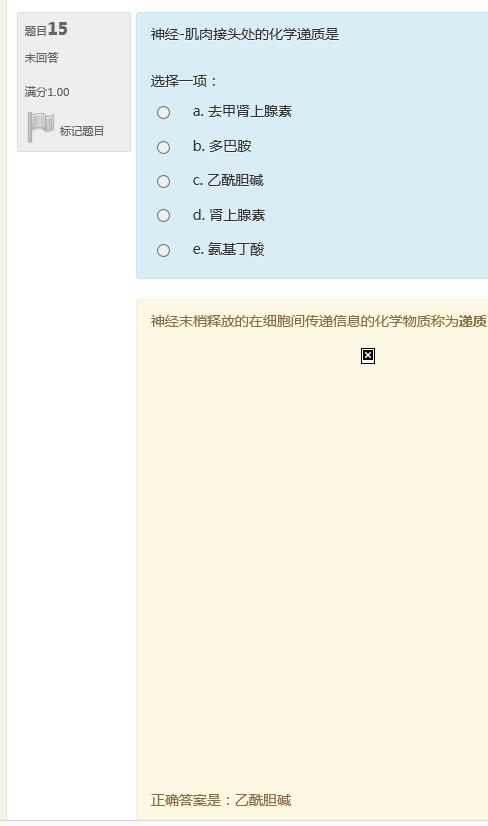 题目15
未回答
满分1.00
标记题目
神经-肌肉接头处的化学递质是
选择一项：
a. 去甲肾上腺素
b. 多巴胺
c. 乙酰胆碱
d. 肾上腺素
e. 氨基丁酸
神经末梢释放的在细胞间传递信息的化学物质称为递质
正确答案是：乙酰胆碱